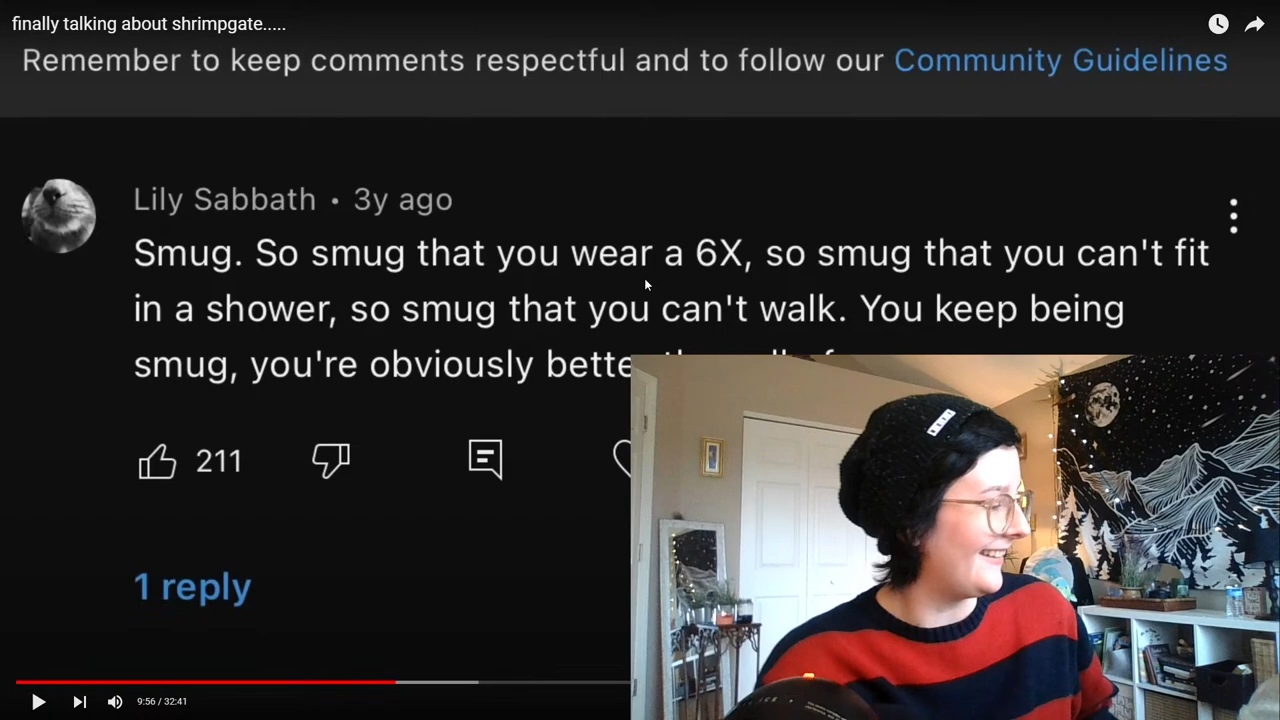 finally talking about shrimpgate.....
Remember to keep comments respectful and to follow our Community Guidelines
Lily Sabbath • 3y ago
Smug. So smug that you wear a 6X, so smug that you can't fit
in a shower, so smug that you can't walk. You keep being
smug, you're obviously
211
1 reply
9:56 / 32:41